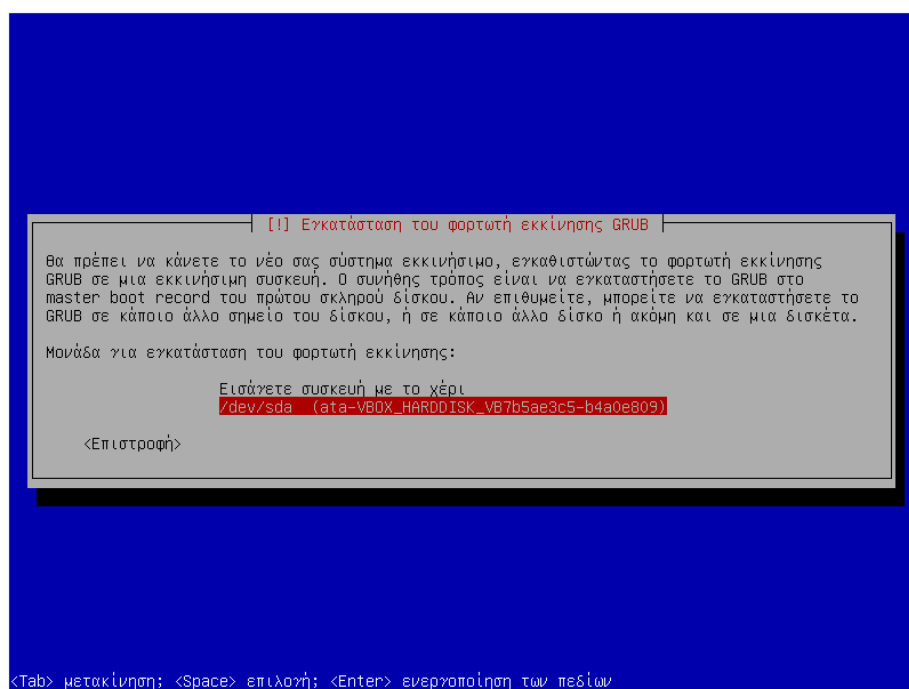 [!] Εγκατάσταση του φορτωτή εκκίνησης GRUB
Θα πρέπει να κάνετε το νέο σας σύστημα εκκινήσιμο, εγκαθιστώντας το φορτωτή εκκίνησης
GRUB σε μια εκκινήσιμη συσκευή. Ο συνήθης τρόπος είναι να εγκαταστήσετε το GRUB στο
master boot record του πρώτου σκληρού δίσκου. Αν επιθυμείτε, μπορείτε να εγκαταστήσετε το
GRUB σε κάποιο άλλο σημείο του δίσκου, ή σε κάποιο άλλο δίσκο ή ακόμη και σε μια δισκέτα.
Μονάδα για εγκατάσταση του φορτωτή εκκίνησης:
Εισάγετε συσκευή με το χέρι
/dev/sda (ata-VBOX_HARDDISK_VB7b5ae3c5-b4a0e809)
<Επιστροφή>
<Tab> μετακίνηση; <Space> επιλογή; <Enter> ενεργοποίηση των πεδίων